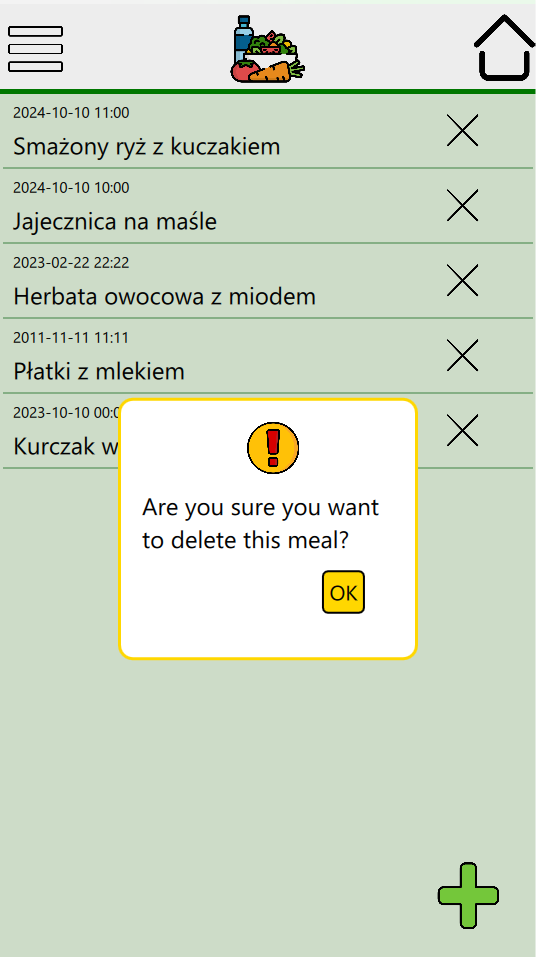 2024-10-10 11:00
Smażony ryż z kuczakiem
2024-10-10 10:00
Jajecznica na maśle
2023-02-22 22:22
Herbata owocowa z miodem
2011-11-11 11:11
Płatki z mlekiem
2023-10-10 00:0
Kurczak w
Are you sure you want
to delete this meal?
OK